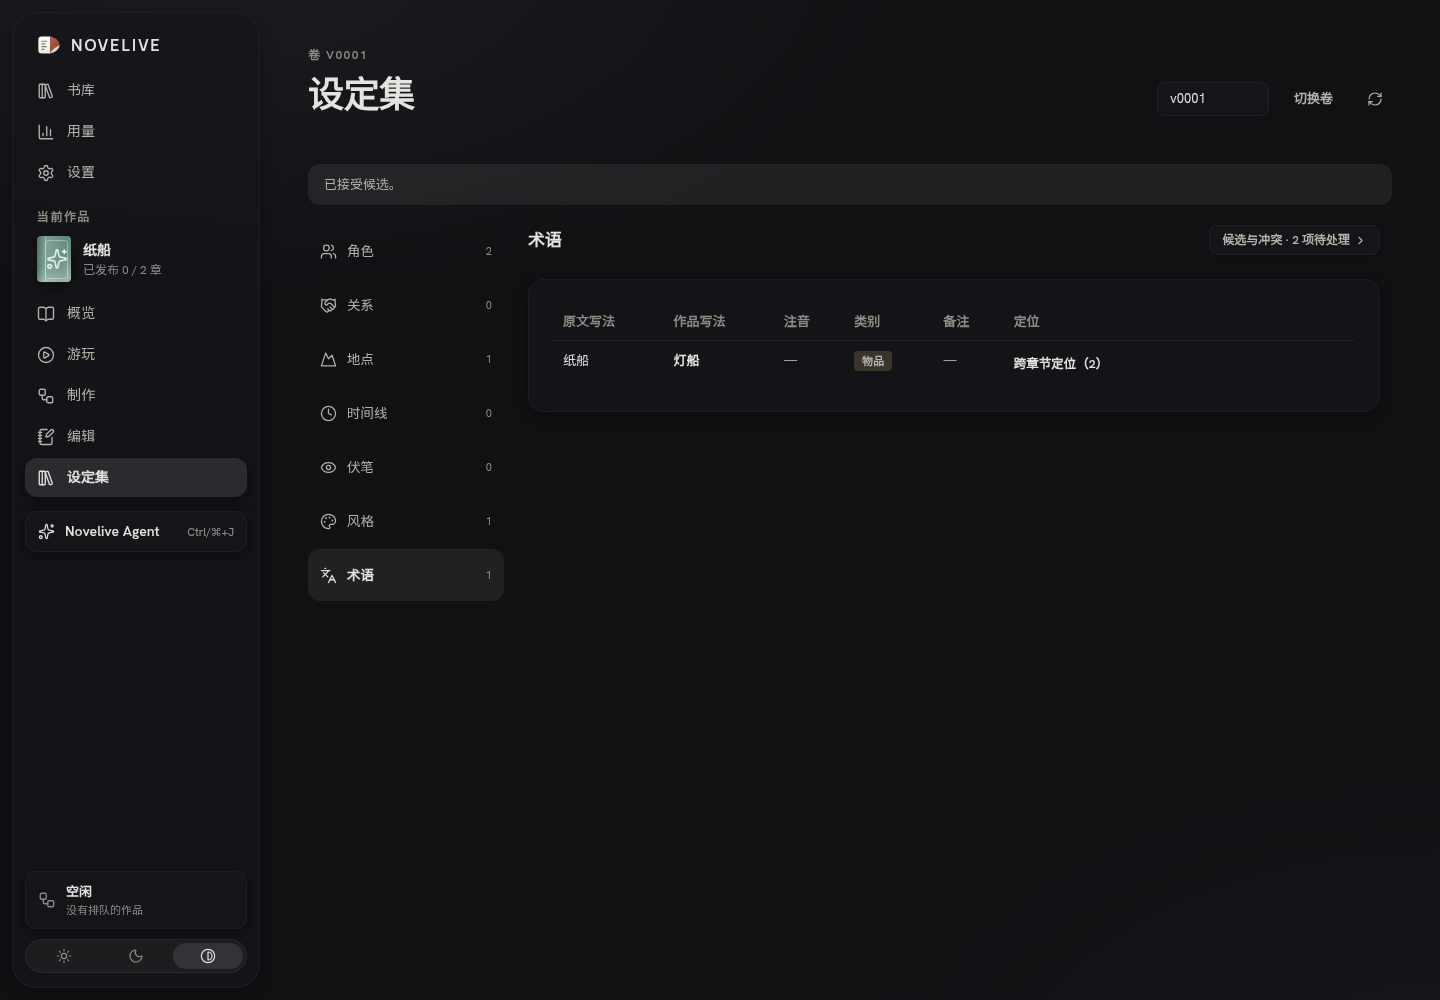 NOVELIVE
书库
用量
设置
当前作品
纸船
已发布 0 / 2 章
概览
游玩
制作
编辑
设定集
Novelive Agent Ctrl/⌘+J
空闲
没有排队的作品
卷 V0001
设定集
v0001 切换卷
已接受候选。
角色 2
关系 0
地点 1
时间线 0
伏笔 0
风格 1
术语 1
术语 候选与冲突 · 2 项待处理
原文写法 作品写法 注音 类别 备注 定位
纸船 灯船 — 物品 — 跨章节定位（2）